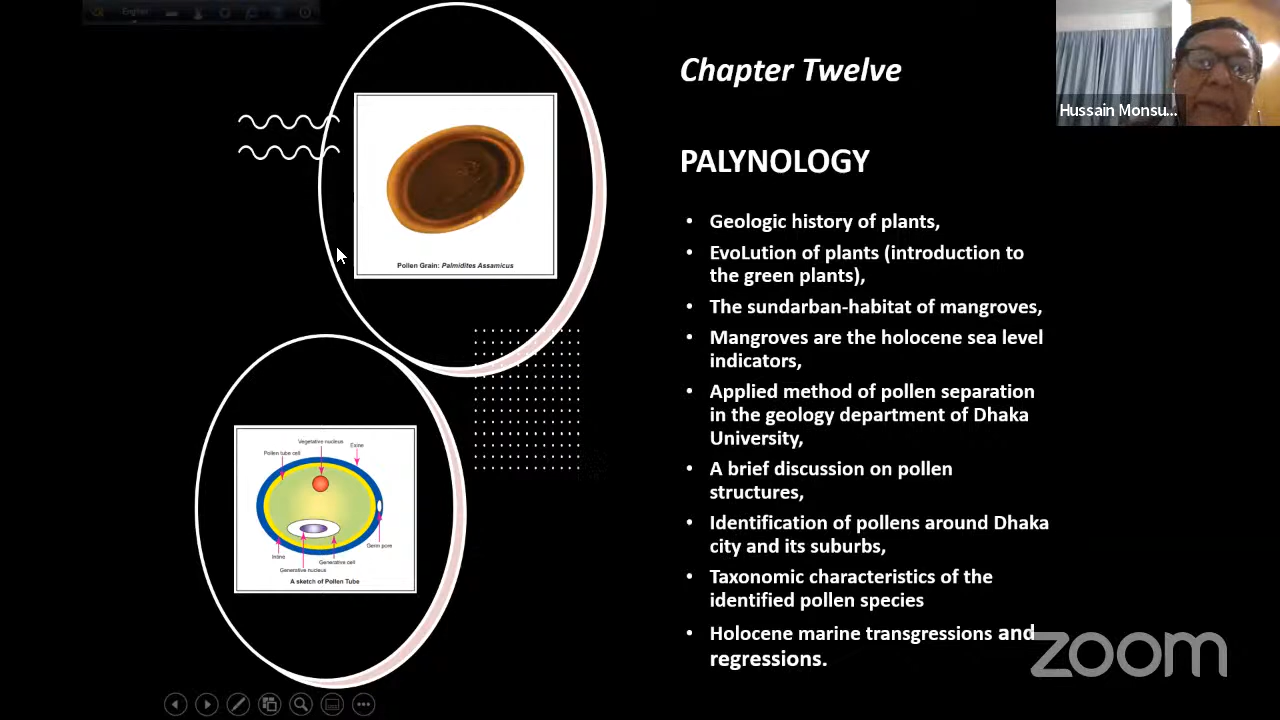 English
Chapter Twelve
Hussain Monsu...
PALYNOLOGY
Pollen Grain: Palmidites Assamicus
• Geologic history of plants,
• EvoLution of plants (introduction to
the green plants),
• The sundarban-habitat of mangroves,
• Mangroves are the holocene sea level
indicators,
• Applied method of pollen separation
in the geology department of Dhaka
University,
• A brief discussion on pollen
structures,
• Identification of pollens around Dhaka
city and its suburbs,
• Taxonomic characteristics of the
identified pollen species
• Holocene marine transgressions and
regressions.
Vegetative nucleus
Exine
Pollen tube cell
Germ pore
Intine
Generative cell
Generative nucleus
A sketch of Pollen Tube
zoom